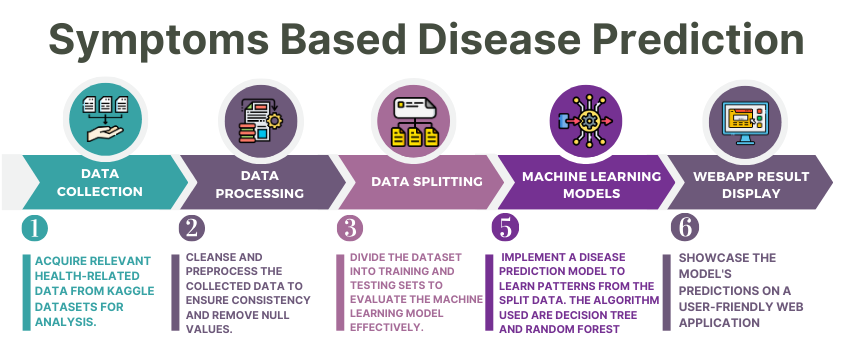 Symptoms Based Disease Prediction
DATA
COLLECTION
DATA
PROCESSING
DATA SPLITTING
MACHINE LEARNING
MODELS
WEBAPP RESULT
DISPLAY
1
ACQUIRE RELEVANT
HEALTH-RELATED
DATA FROM KAGGLE
DATASETS FOR
ANALYSIS.
2
CLEANSE AND
PREPROCESS THE
COLLECTED DATA TO
ENSURE CONSISTENCY
AND REMOVE NULL
VALUES.
3
DIVIDE THE DATASET
INTO TRAINING AND
TESTING SETS TO
EVALUATE THE MACHINE
LEARNING MODEL
EFFECTIVELY.
5
IMPLEMENT A DISEASE
PREDICTION MODEL TO
LEARN PATTERNS FROM THE
SPLIT DATA. THE ALGORITHM
USED ARE DECISION TREE
AND RANDOM FOREST
6
SHOWCASE THE
MODEL'S
PREDICTIONS ON A
USER-FRIENDLY WEB
APPLICATION